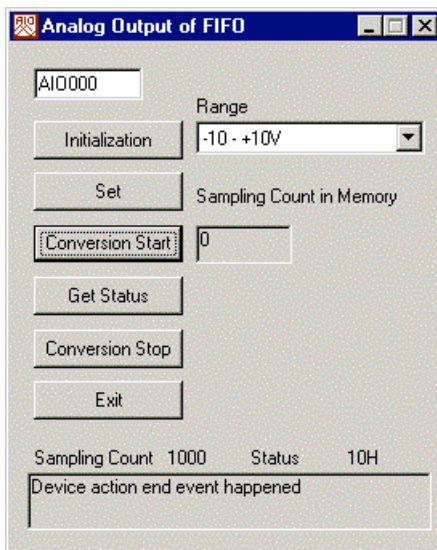 AIO Analog Output of FIFO
AIO000
Range
Initialization
-10 - +10V
Set
Sampling Count in Memory
Conversion Start
0
Get Status
Conversion Stop
Exit
Sampling Count 1000 Status 10H
Device action end event happened